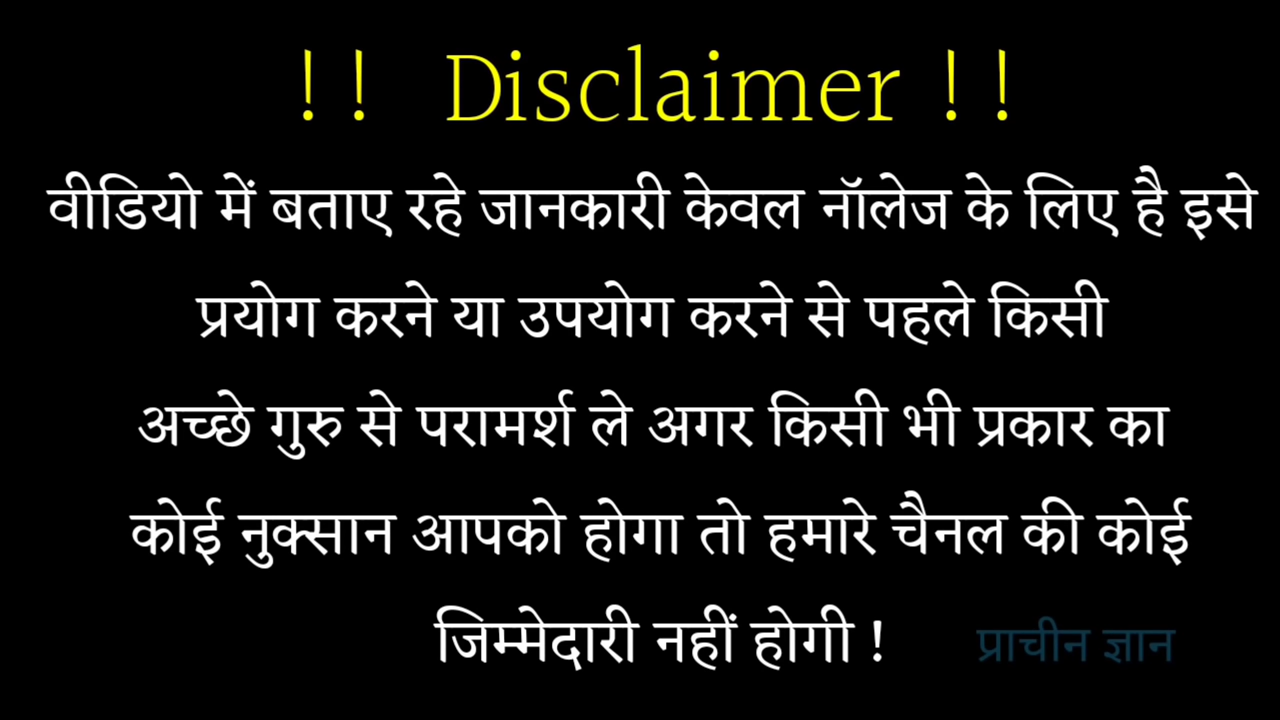 !! Disclaimer !!
वीडियो में बताए रहे जानकारी केवल नॉलेज के लिए है इसे
प्रयोग करने या उपयोग करने से पहले किसी
अच्छे गुरु से परामर्श ले अगर किसी भी प्रकार का
कोई नुक्सान आपको होगा तो हमारे चैनल की कोई
जिम्मेदारी नहीं होगी !
प्राचीन ज्ञान